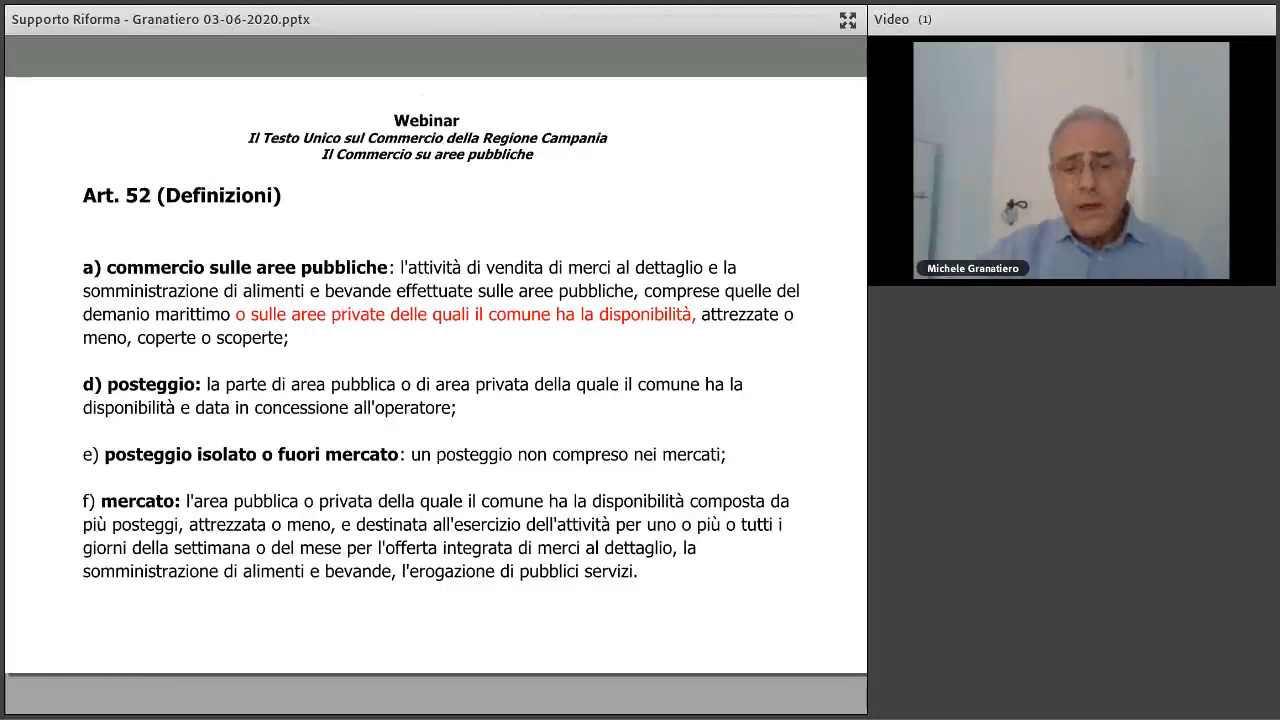 Supporto Riforma - Granatiero 03-06-2020.pptx
Video (1)
Webinar
Il Testo Unico sul Commercio della Regione Campania
Il Commercio su aree pubbliche
Art. 52 (Definizioni)
a) commercio sulle aree pubbliche: l'attività di vendita di merci al dettaglio e la
somministrazione di alimenti e bevande effettuate sulle aree pubbliche, comprese quelle del
demanio marittimo o sulle aree private delle quali il comune ha la disponibilità, attrezzate o
meno, coperte o scoperte;
d) posteggio: la parte di area pubblica o di area privata della quale il comune ha la
disponibilità e data in concessione all'operatore;
e) posteggio isolato o fuori mercato: un posteggio non compreso nei mercati;
f) mercato: l'area pubblica o privata della quale il comune ha la disponibilità composta da
più posteggi, attrezzata o meno, e destinata all'esercizio dell'attività per uno o più o tutti i
giorni della settimana o del mese per l'offerta integrata di merci al dettaglio, la
somministrazione di alimenti e bevande, l'erogazione di pubblici servizi.
Michele Granatiero